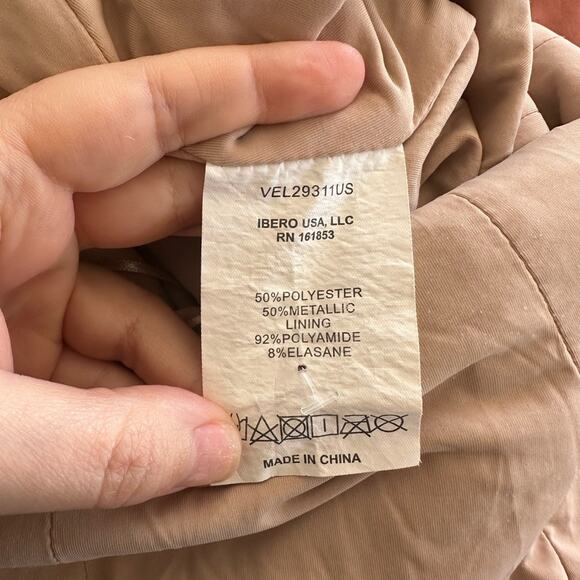 VEL29311US
IBERO USA, LLC
RN 161853
50%POLYESTER
50%METALLIC
LINING
92%POLYAMIDE
8%ELASANE
MADE IN CHINA